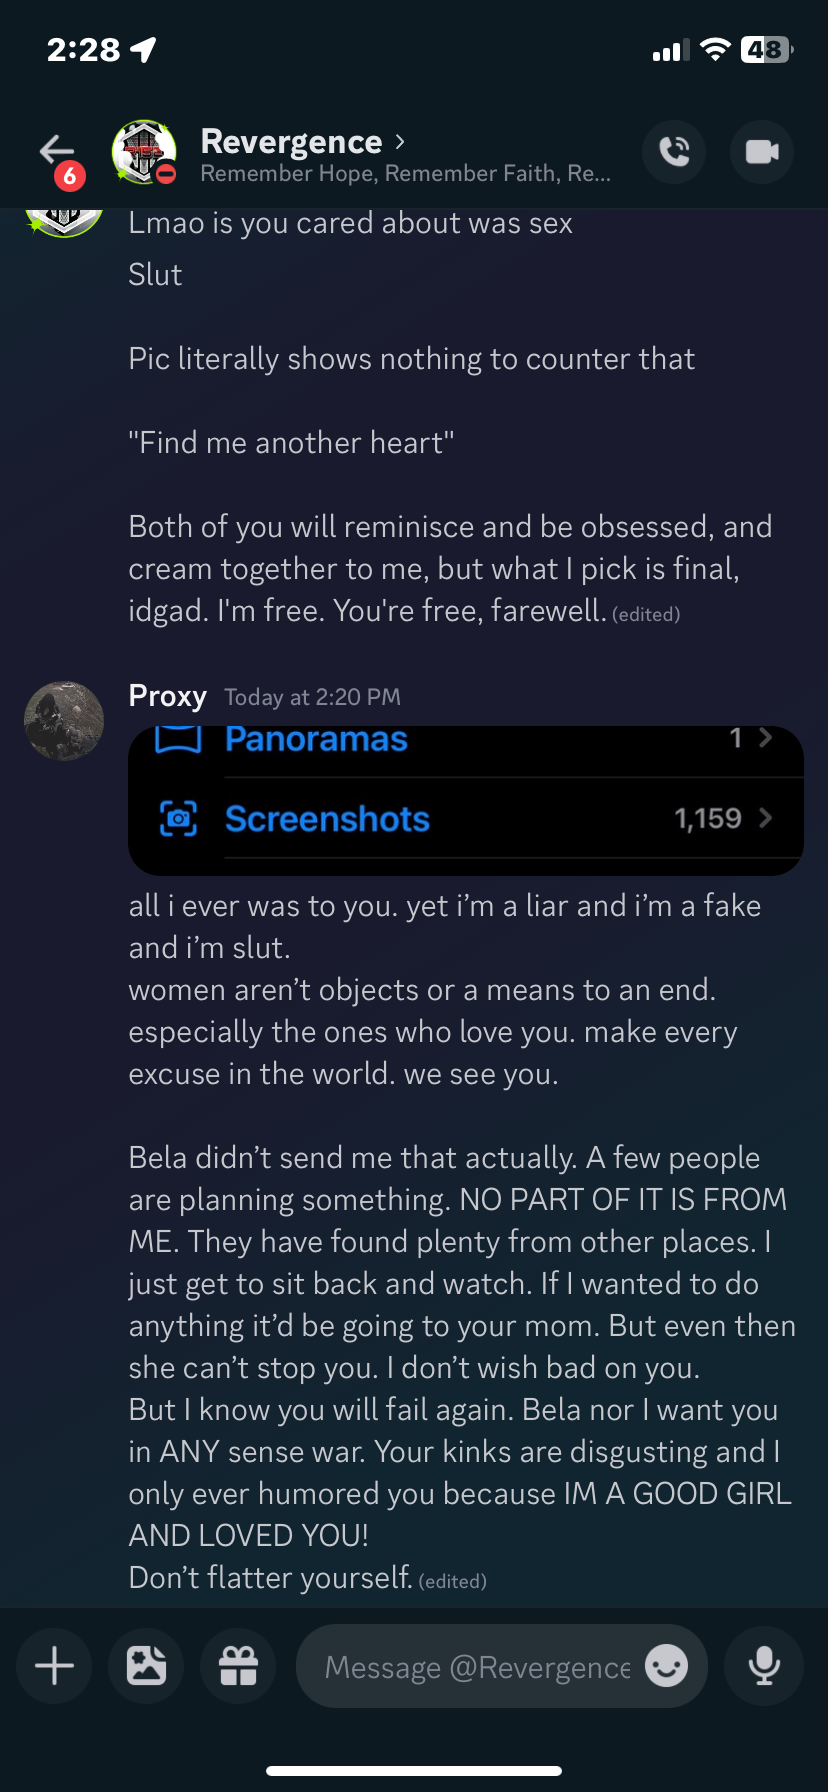 2:28
48
6
Revergence
Remember Hope, Remember Faith, Re...
Lmao is you cared about was sex
Slut
Pic literally shows nothing to counter that
"Find me another heart"
Both of you will reminisce and be obsessed, and
cream together to me, but what I pick is final,
idgad. I'm free. You're free, farewell. (edited)
Proxy Today at 2:20 PM
Panoramas 1
Screenshots 1,159
all i ever was to you. yet i’m a liar and i’m a fake
and i’m slut.
women aren’t objects or a means to an end.
especially the ones who love you. make every
excuse in the world. we see you.
Bela didn’t send me that actually. A few people
are planning something. NO PART OF IT IS FROM
ME. They have found plenty from other places. I
just get to sit back and watch. If I wanted to do
anything it’d be going to your mom. But even then
she can’t stop you. I don’t wish bad on you.
But I know you will fail again. Bela nor I want you
in ANY sense war. Your kinks are disgusting and I
only ever humored you because IM A GOOD GIRL
AND LOVED YOU!
Don’t flatter yourself. (edited)
Message @Revergence